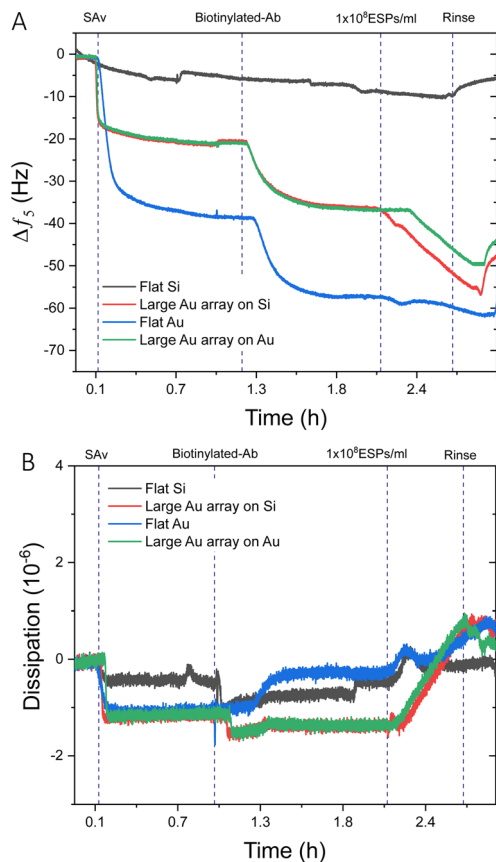 A
SAv
Biotinylated-Ab
1x10⁸ESPs/ml
Rinse
0
-10
-20
-30
-40
-50
-60
-70
Δf₅ (Hz)
Flat Si
Large Au array on Si
Flat Au
Large Au array on Au
0.1 0.7 1.3 1.8 2.4
Time (h)
B
SAv
Biotinylated-Ab
1x10⁸ESPs/ml
Rinse
4
2
0
-2
Dissipation (10⁻⁶)
Flat Si
Large Au array on Si
Flat Au
Large Au array on Au
0.1 0.7 1.3 1.8 2.4
Time (h)